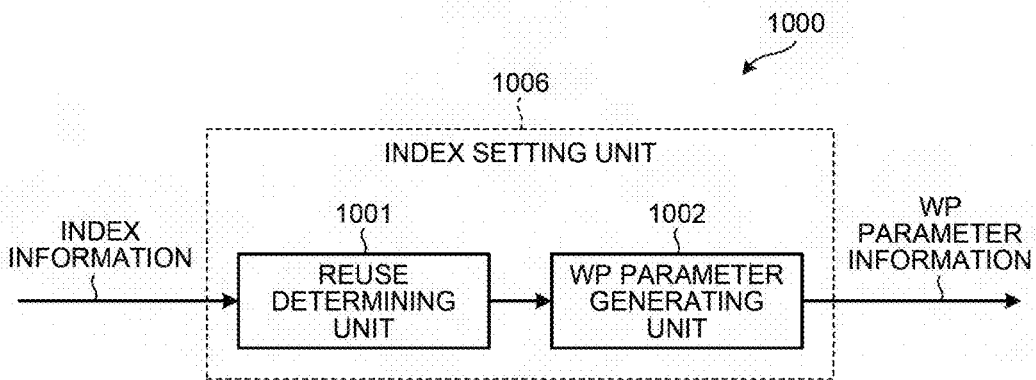 1000
1006
INDEX SETTING UNIT
INDEX
INFORMATION
1001
REUSE
DETERMINING
UNIT
1002
WP PARAMETER
GENERATING
UNIT
WP
PARAMETER
INFORMATION